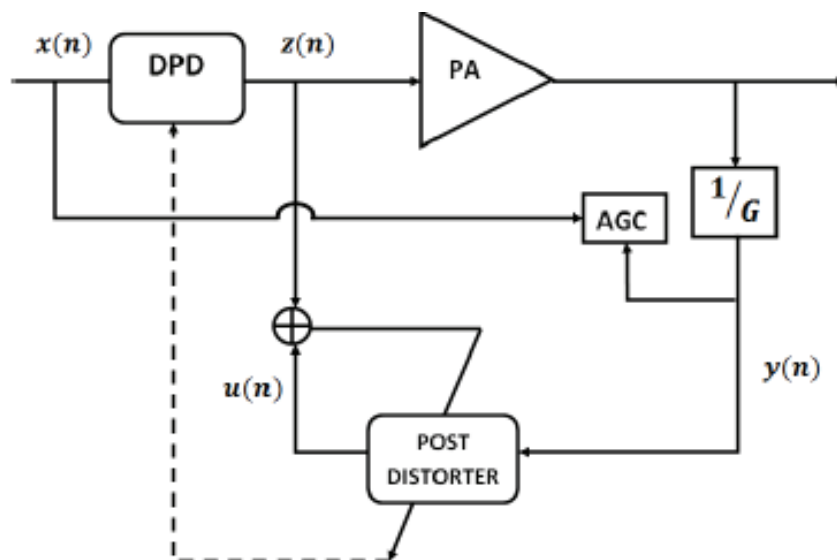 x(n)
DPD
z(n)
PA
1/G
AGC
u(n)
y(n)
POST
DISTORTER